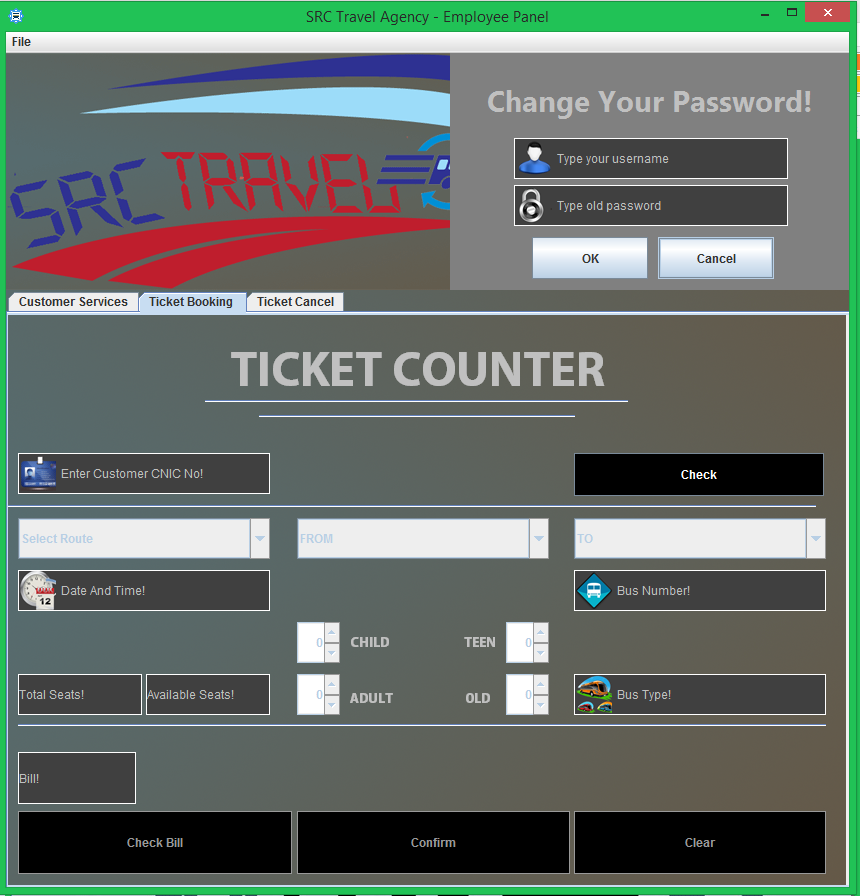 SRC Travel Agency - Employee Panel
File
SRC TRAVEL
Change Your Password!
Type your username
Type old password
OK
Cancel
Customer Services
Ticket Booking
Ticket Cancel
TICKET COUNTER
Enter Customer CNIC No!
Check
Select Route
FROM
TO
12
Date And Time!
Bus Number!
0
CHILD
TEEN
0
Total Seats!
Available Seats!
0
ADULT
OLD
0
Bus Type!
Bill!
Check Bill
Confirm
Clear